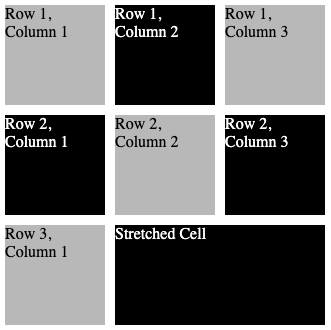 Row 1,
Column 1
Row 1,
Column 2
Row 1,
Column 3
Row 2,
Column 1
Row 2,
Column 2
Row 2,
Column 3
Row 3,
Column 1
Stretched Cell